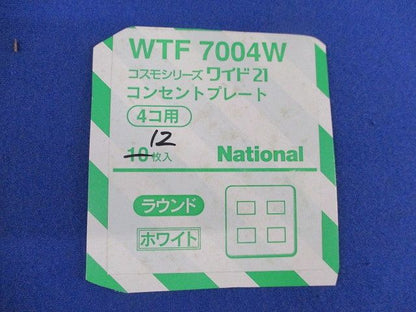 WTF 7004W
コスモシリーズ ワイド21
コンセントプレート
4コ用
12
10枚入 National
ラウンド
ホワイト